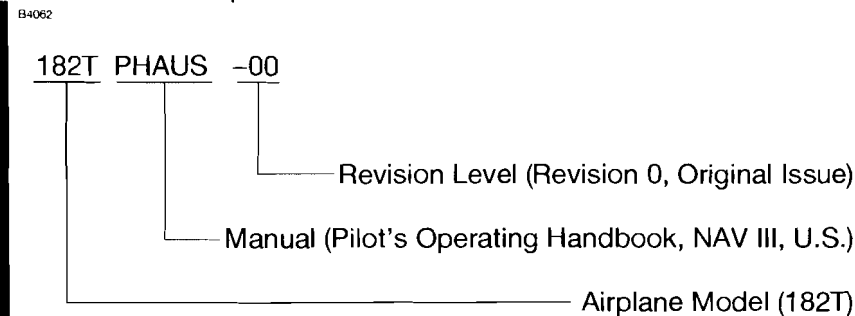 B4062
182T PHAUS -00
Revision Level (Revision 0, Original Issue)
Manual (Pilot's Operating Handbook, NAV III, U.S.)
Airplane Model (182T)